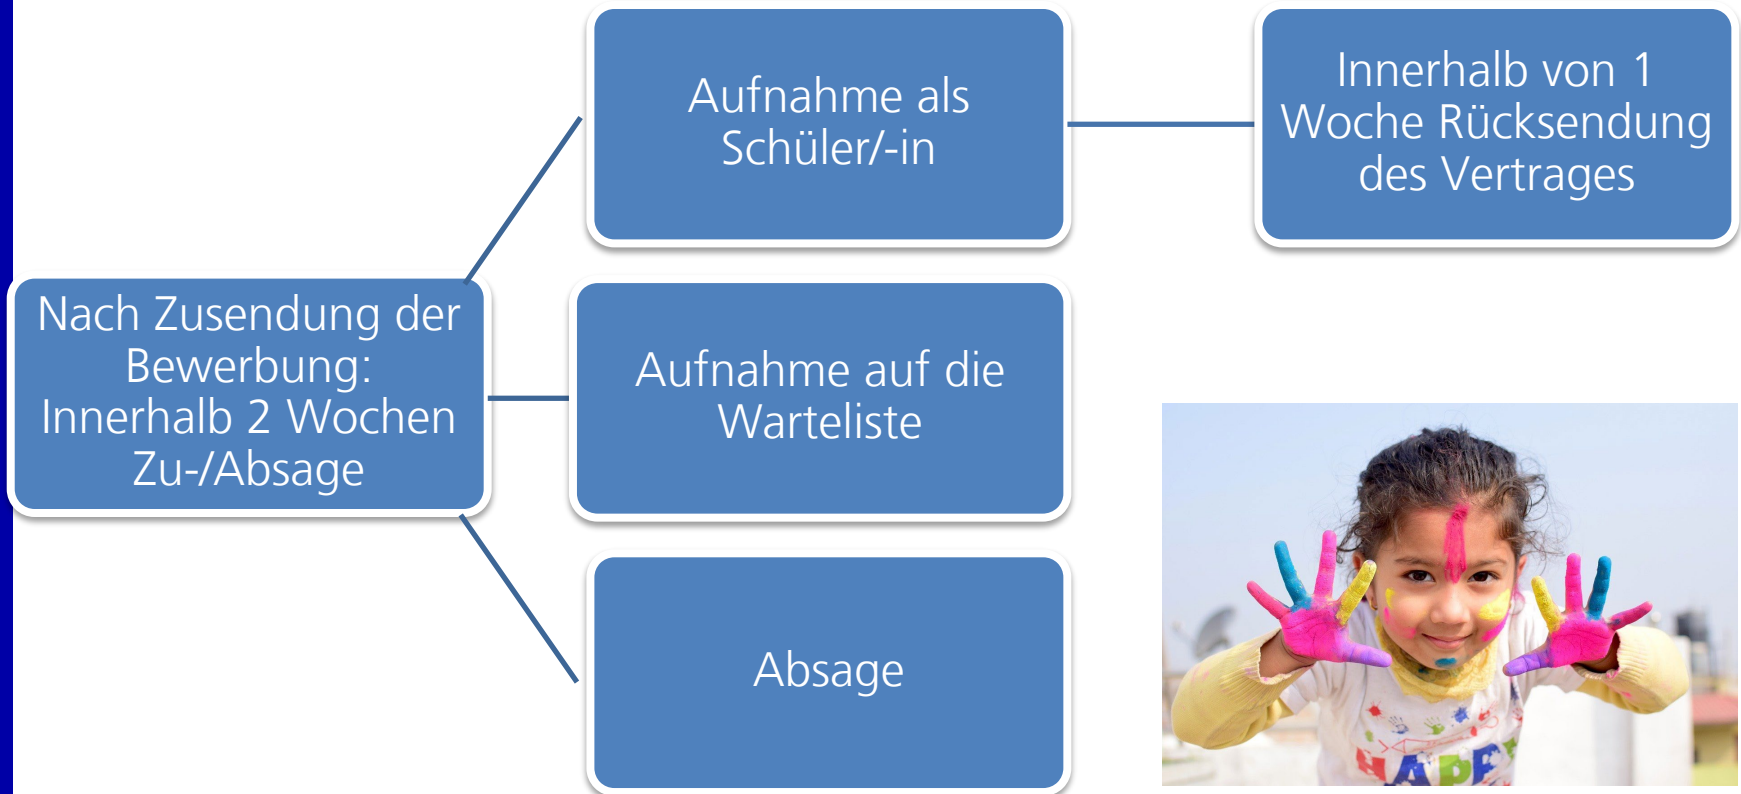 Nach Zusendung der
Bewerbung:
Innerhalb 2 Wochen
Zu-/Absage
Aufnahme als
Schüler/-in
Innerhalb von 1
Woche Rücksendung
des Vertrages
Aufnahme auf die
Warteliste
Absage
HAPPY